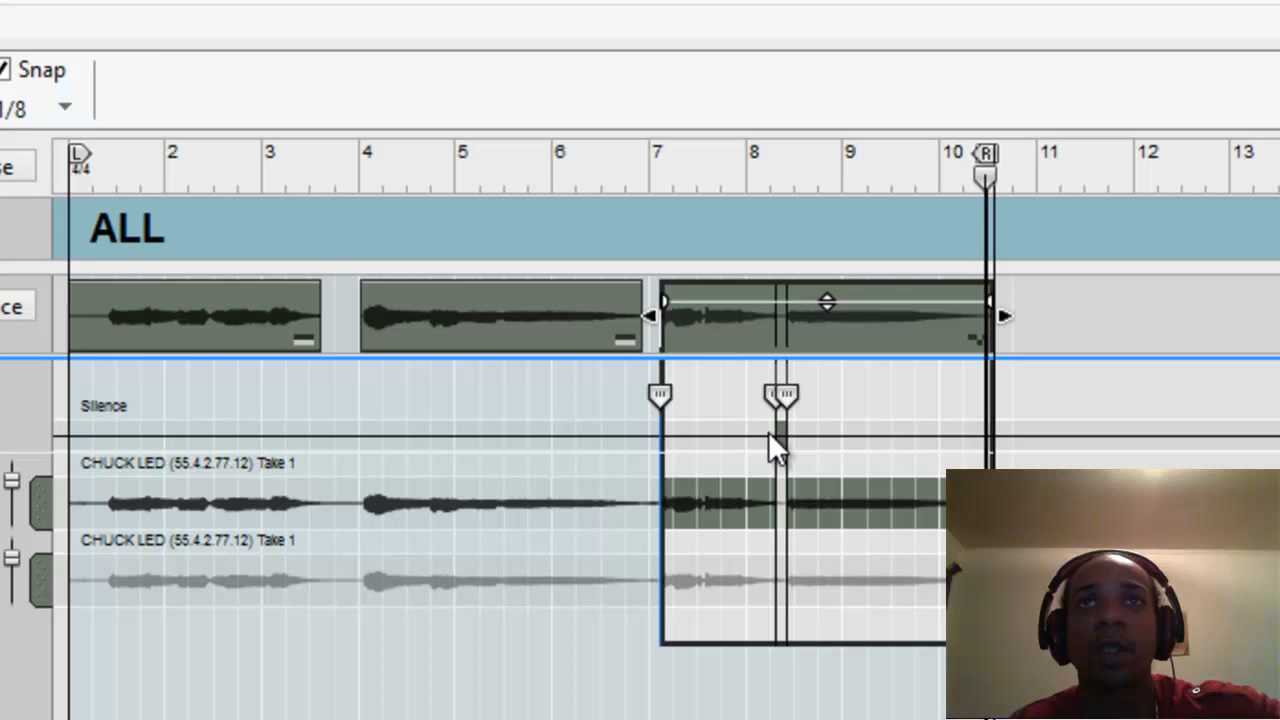 Snap
1/8
se
L
4/4
2 3 4 5 6 7 8 9 10 R 11 12 13
ALL
ce
Silence
CHUCK LED (55.4.2.77.12) Take 1
CHUCK LED (55.4.2.77.12) Take 1